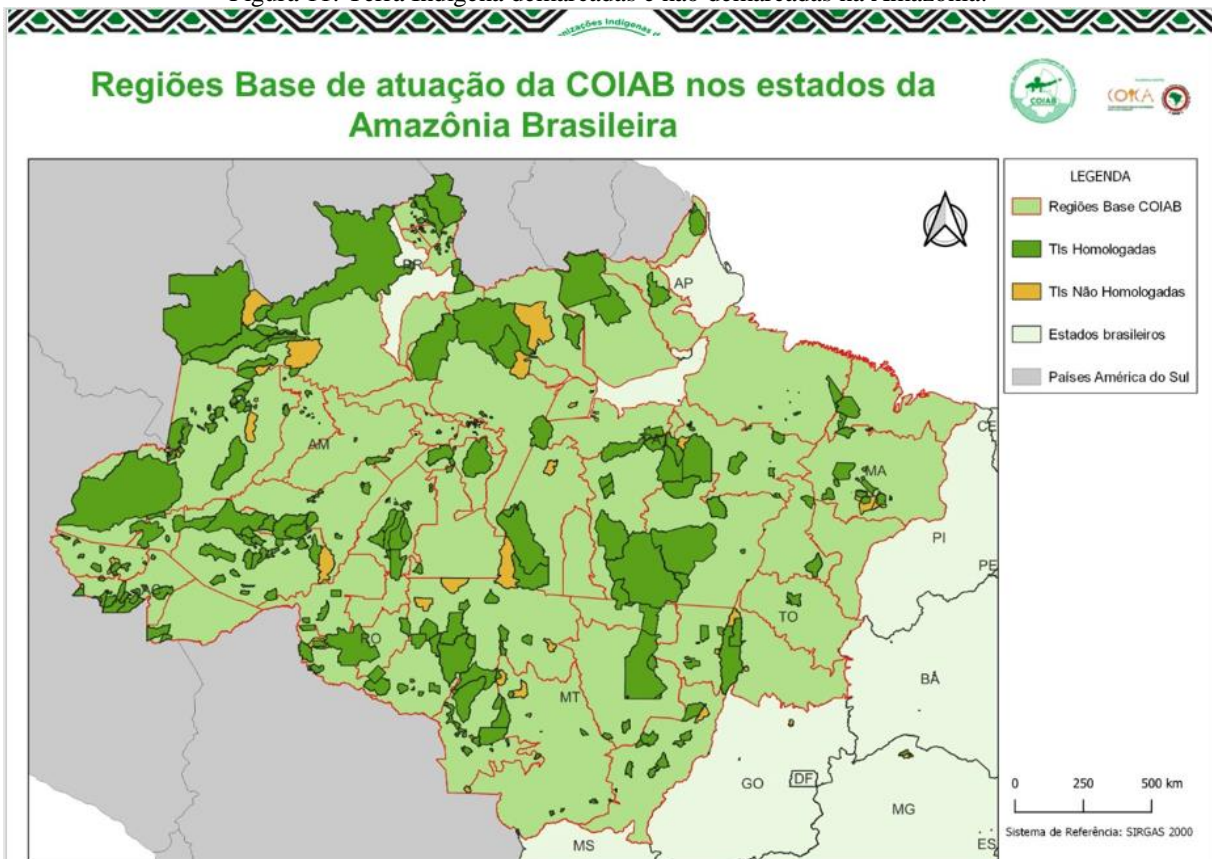 Figura 11: Terra Indígena demarcadas e não demarcadas na Amazônia.
nizações Indígenas d
Regiões Base de atuação da COIAB nos estados da
Amazônia Brasileira
COIAB
LEGENDA
Regiões Base COIAB
TIs Homologadas
TIs Não Homologadas
Estados brasileiros
Países América do Sul
RR
AP
AM
CE
MA
PI
PE
TO
RO
BA
MT
GO
DF
MG
MS
ES
0 250 500 km
Sistema de Referência: SIRGAS 2000